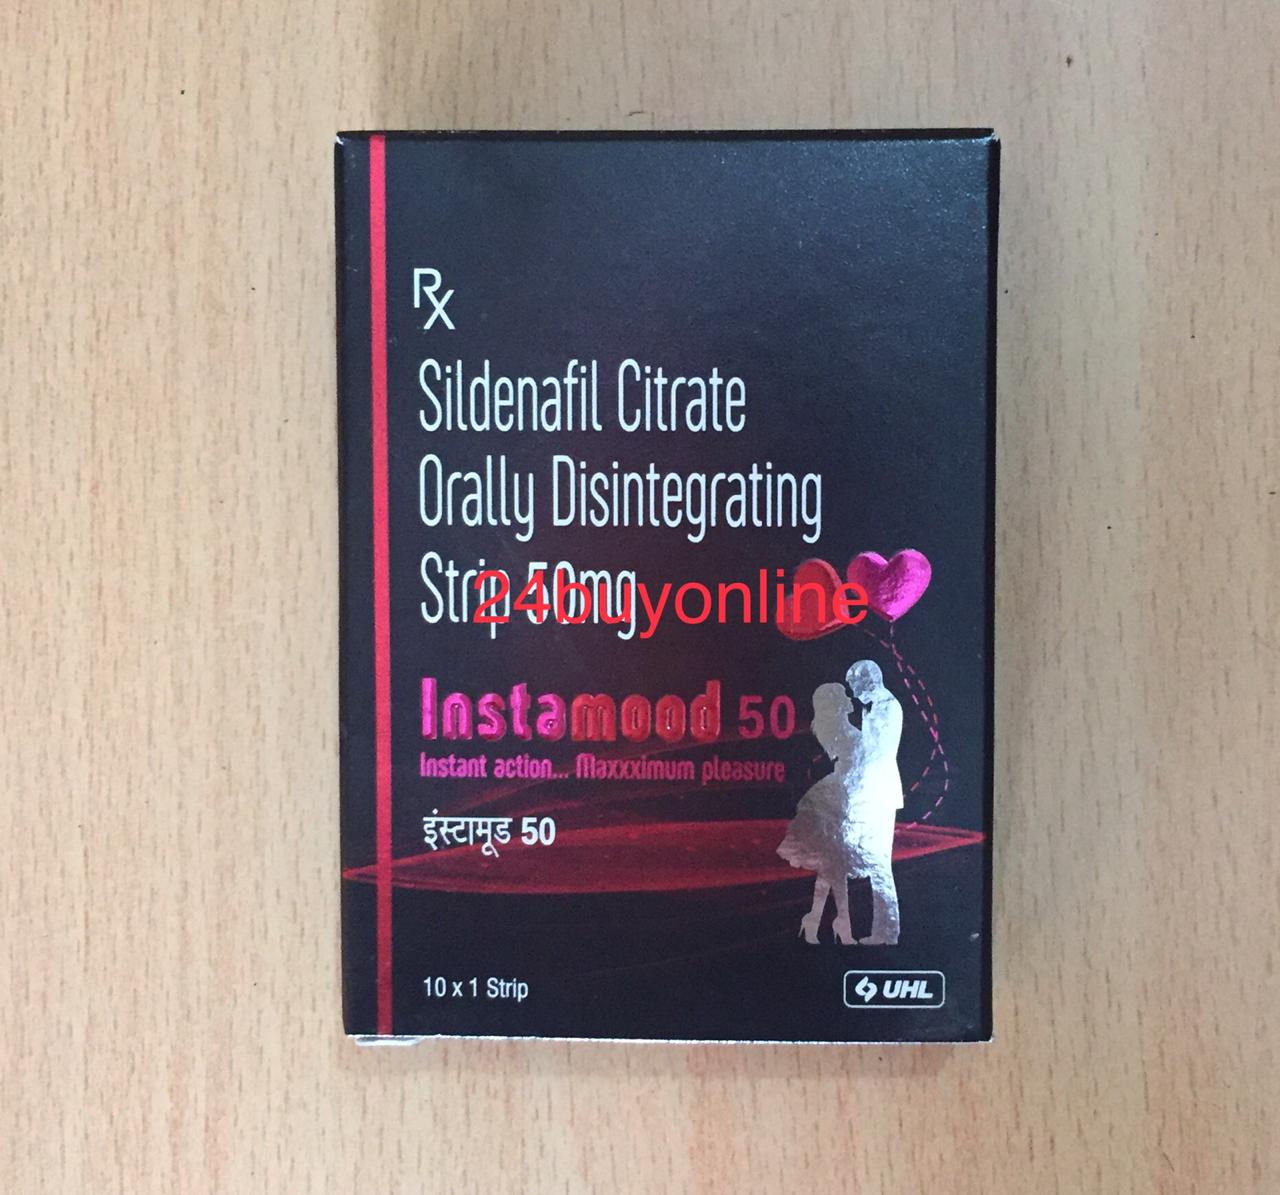 Rx
Sildenafil Citrate
Orally Disintegrating
Strip 50mg
24buyonline
Instamood 50
Instant action... Maxxximum pleasure
इंस्टामूड 50
10 x 1 Strip
UHL